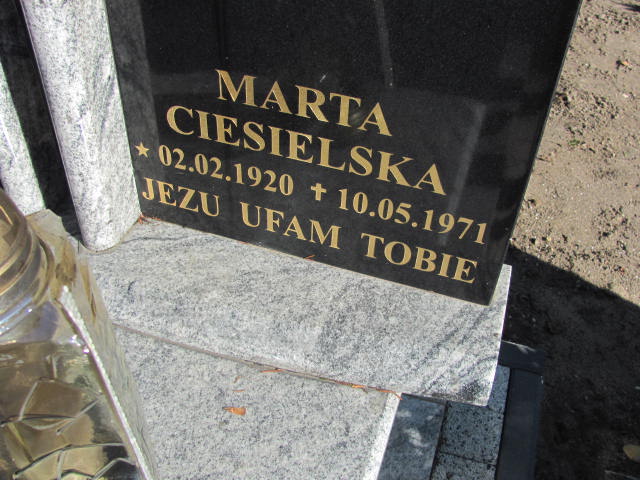 MARTA
CIESIELSKA
★ 02.02.1920 ✝ 10.05.1971
JEZU UFAM TOBIE